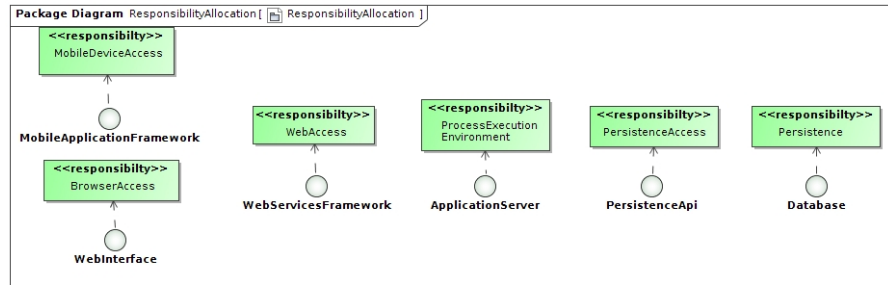 Package Diagram ResponsibilityAllocation [ ResponsibilityAllocation ]
<<responsibilty>>
MobileDeviceAccess
MobileApplicationFramework
<<responsibilty>>
BrowserAccess
WebInterface
<<responsibilty>>
WebAccess
WebServicesFramework
<<responsibilty>>
ProcessExecution
Environment
ApplicationServer
<<responsibilty>>
PersistenceAccess
PersistenceApi
<<responsibilty>>
Persistence
Database